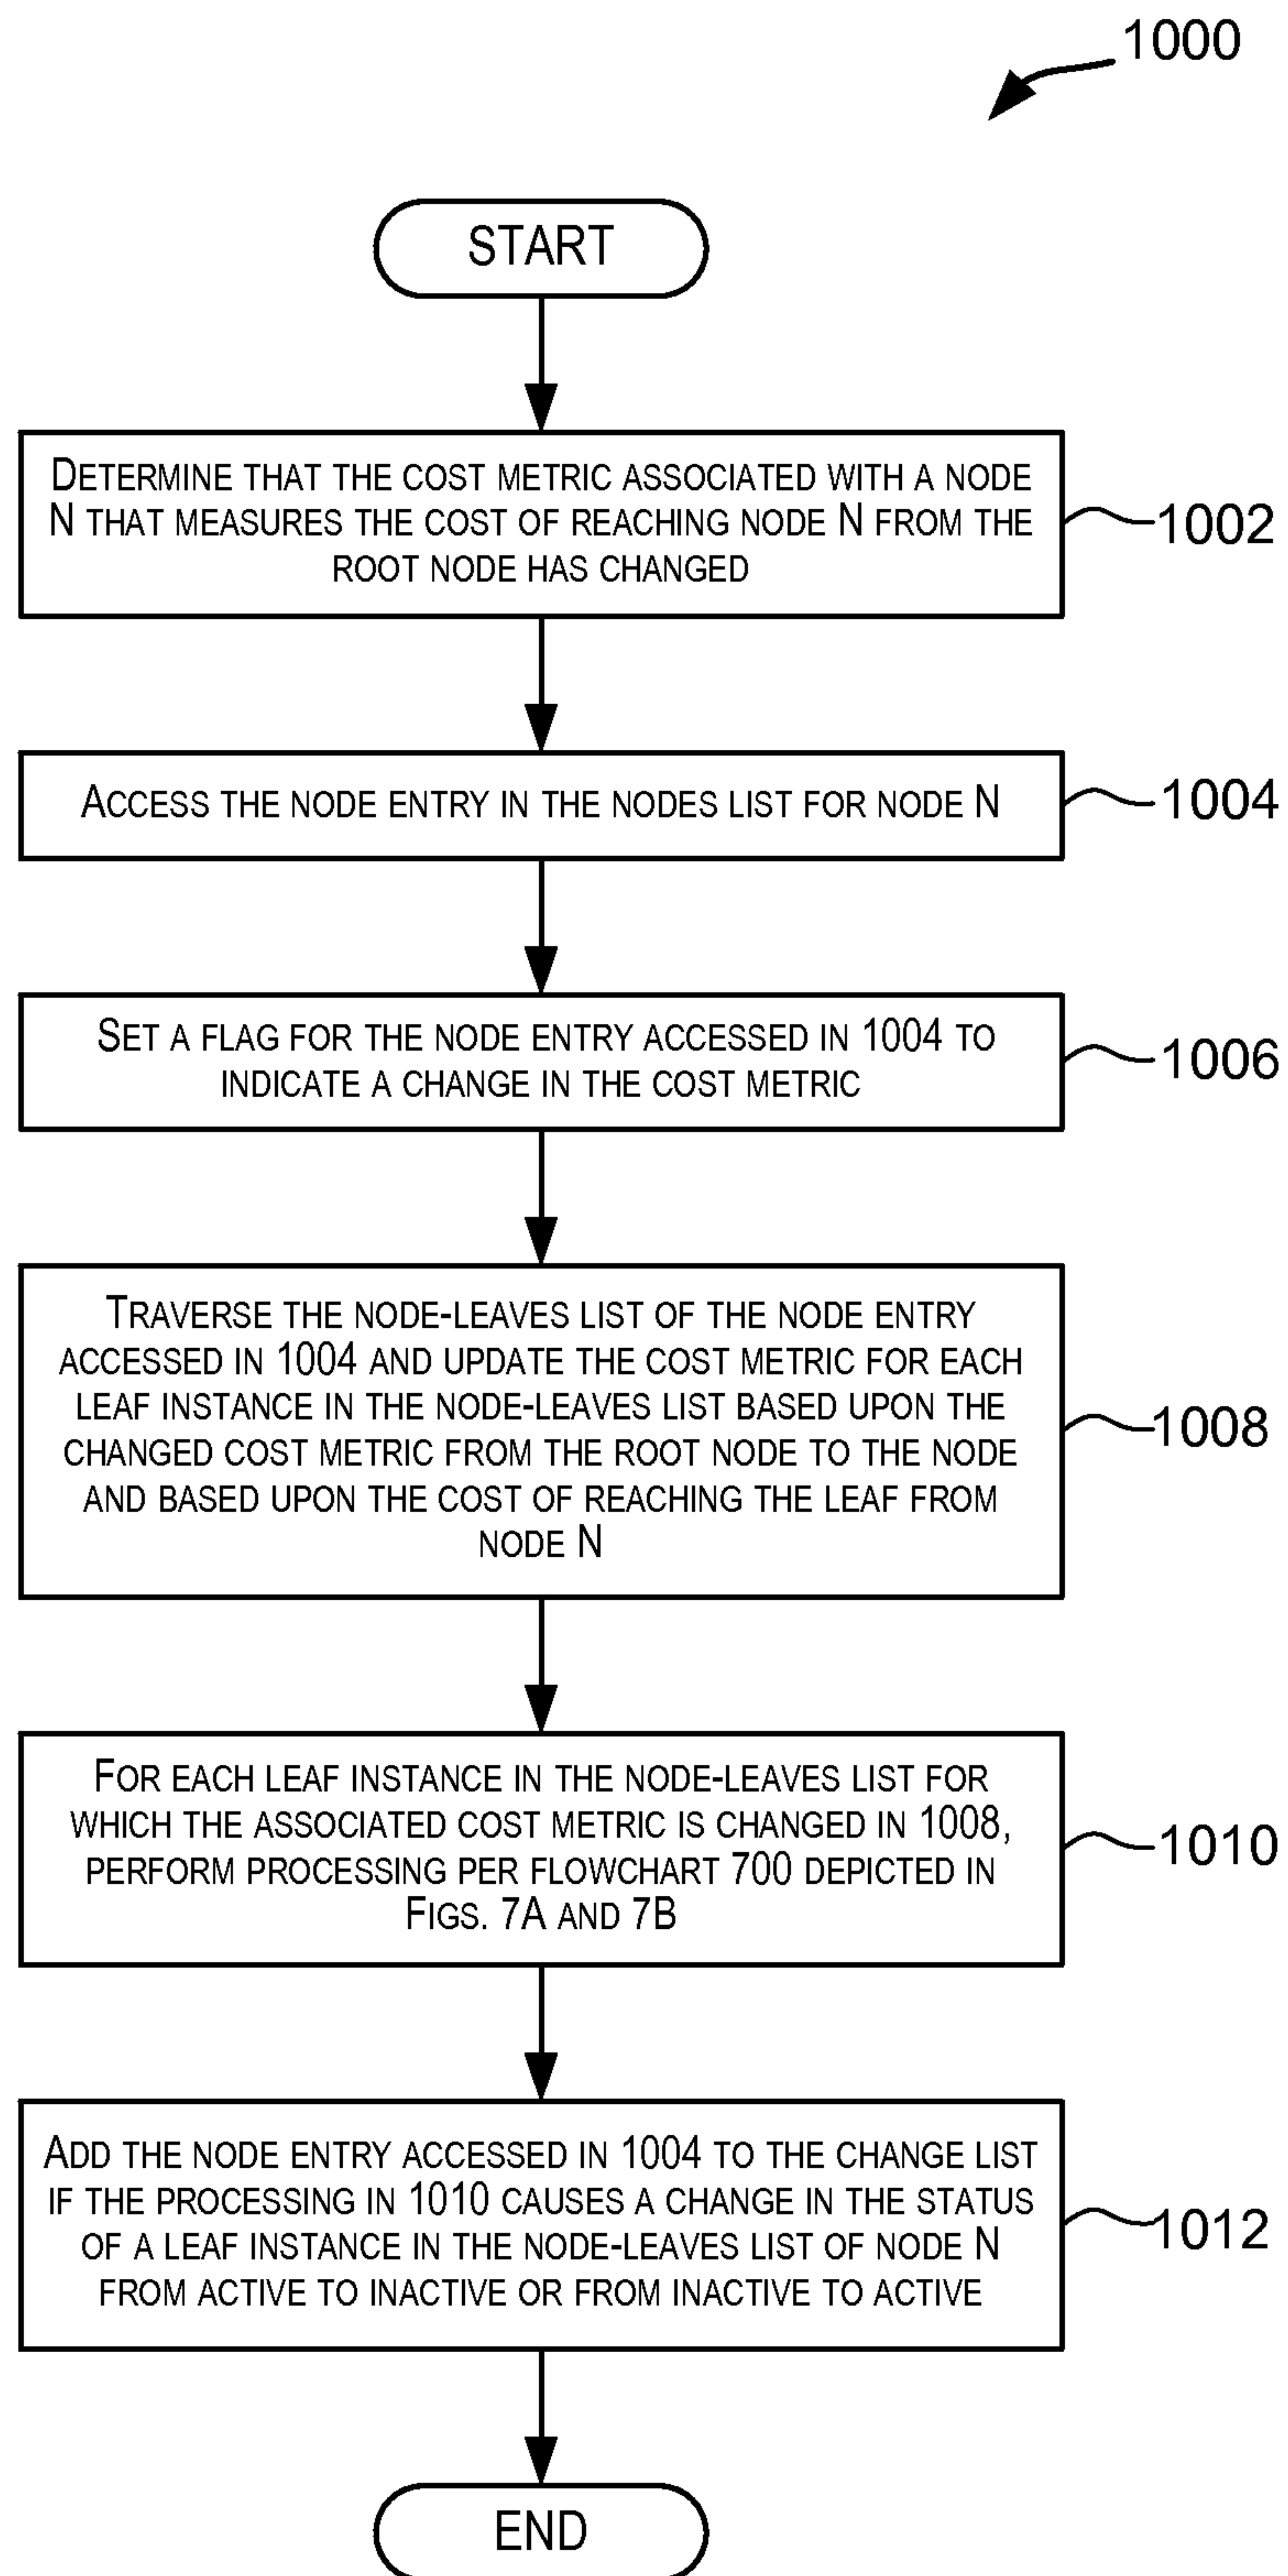 1000
START
DETERMINE THAT THE COST METRIC ASSOCIATED WITH A NODE
N THAT MEASURES THE COST OF REACHING NODE N FROM THE
ROOT NODE HAS CHANGED
1002
ACCESS THE NODE ENTRY IN THE NODES LIST FOR NODE N
1004
SET A FLAG FOR THE NODE ENTRY ACCESSED IN 1004 TO
INDICATE A CHANGE IN THE COST METRIC
1006
TRAVERSE THE NODE-LEAVES LIST OF THE NODE ENTRY
ACCESSED IN 1004 AND UPDATE THE COST METRIC FOR EACH
LEAF INSTANCE IN THE NODE-LEAVES LIST BASED UPON THE
CHANGED COST METRIC FROM THE ROOT NODE TO THE NODE
AND BASED UPON THE COST OF REACHING THE LEAF FROM
NODE N
1008
FOR EACH LEAF INSTANCE IN THE NODE-LEAVES LIST FOR
WHICH THE ASSOCIATED COST METRIC IS CHANGED IN 1008,
PERFORM PROCESSING PER FLOWCHART 700 DEPICTED IN
FIGS. 7A AND 7B
1010
ADD THE NODE ENTRY ACCESSED IN 1004 TO THE CHANGE LIST
IF THE PROCESSING IN 1010 CAUSES A CHANGE IN THE STATUS
OF A LEAF INSTANCE IN THE NODE-LEAVES LIST OF NODE N
FROM ACTIVE TO INACTIVE OR FROM INACTIVE TO ACTIVE
1012
END